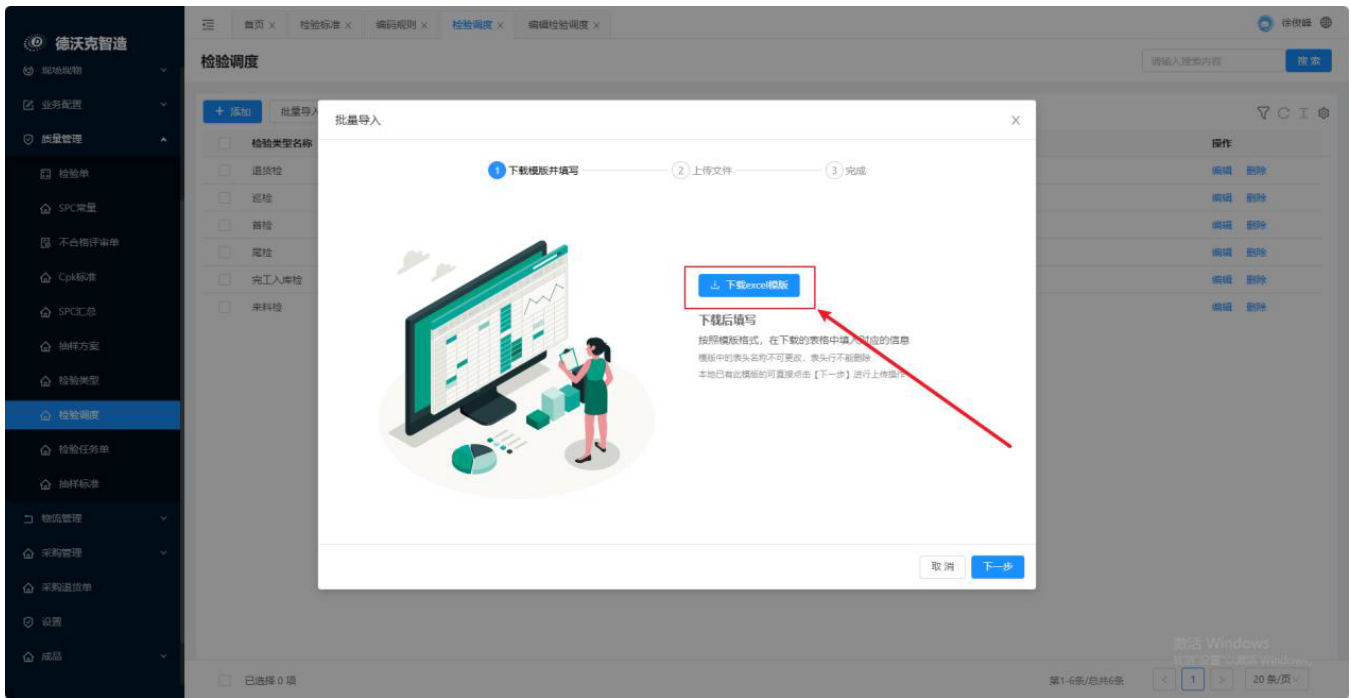 德沃克智造
首页 × 检验标准 × 编码规则 × 检验调度 × 编辑检验调度 ×
徐俊峰
检验调度
请输入搜索内容
搜 索
现场现物
业务配置
质量管理
检验单
SPC常量
不合格评审单
Cpk标准
SPC汇总
抽样方案
检验类型
检验调度
检验任务单
抽样标准
物流管理
采购管理
采购退货单
设置
成品
+ 添加
批量导入
检验类型名称
操作
退货检
编辑 删除
巡检
编辑 删除
首检
编辑 删除
尾检
编辑 删除
完工入库检
编辑 删除
来料检
编辑 删除
批量导入
X
1 下载模版并填写
2 上传文件
3 完成
下载excel模版
下载后填写
按照模版格式，在下载的表格中填入对应的信息
模版中的表头名称不可更改，表头行不能删除
本地已有此模版的可直接点击【下一步】进行上传操作
取 消
下一步
激活 Windows
转到"设置"以激活 Windows。
已选择 0 项
第1-6条/总共6条
< 1 >
20 条/页